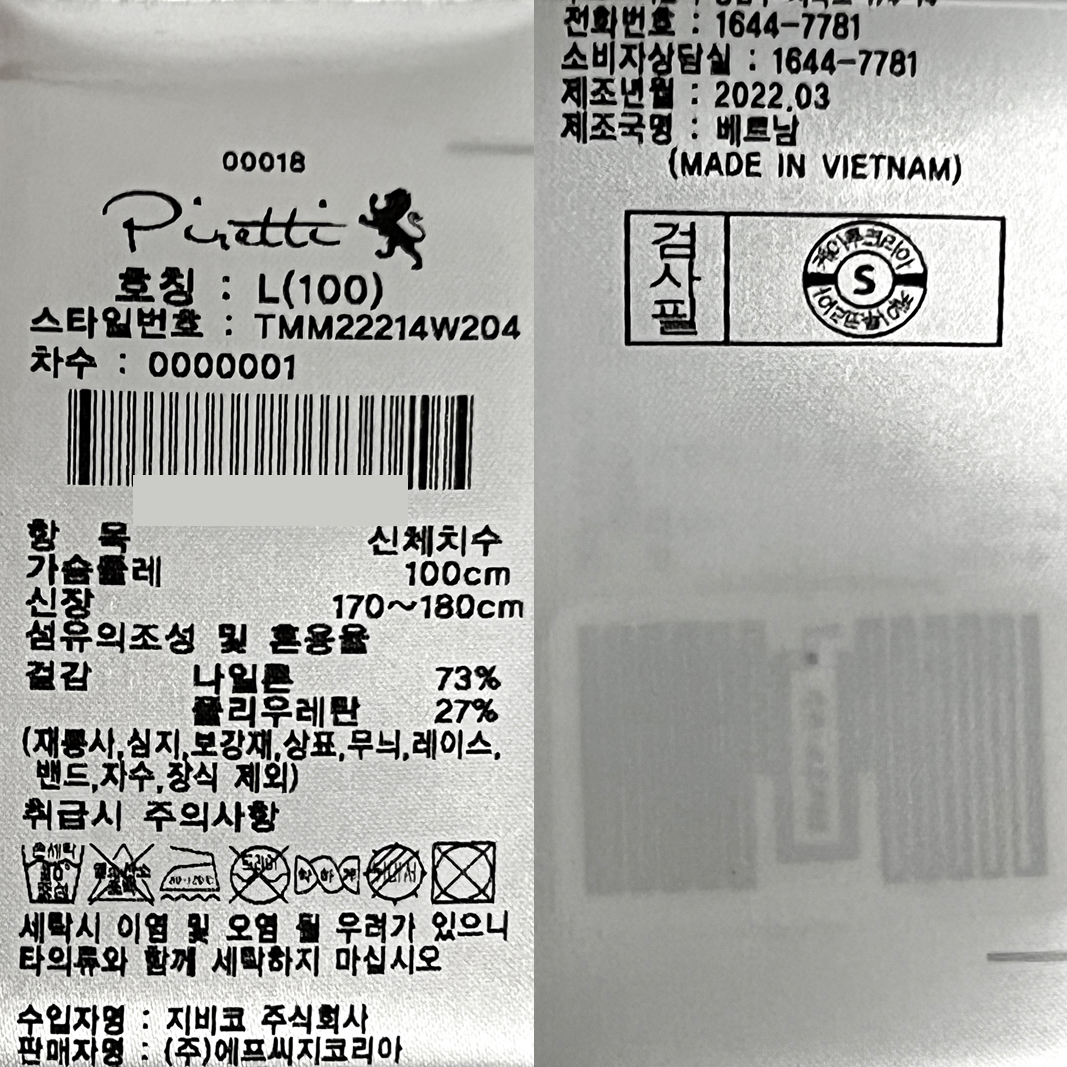 00018
Piretti
호칭 : L(100)
스타일번호 : TMM22214W204
차수 : 0000001
항 목 신체치수
가슴둘레 100cm
신장 170~180cm
섬유의조성 및 혼용율
겉감 나일론 73%
폴리우레탄 27%
(재봉사,심지,보강재,상표,무늬,레이스,
밴드,자수,장식 제외)
취급시 주의사항
손세탁
30°
중성
세탁시 이염 및 오염 될 우려가 있으니
타의류와 함께 세탁하지 마십시오
수입자명 : 지비코 주식회사
판매자명 : (주)에프씨지코리아
전화번호 : 1644-7781
소비자상담실 : 1644-7781
제조년월 : 2022.03
제조국명 : 베트남
(MADE IN VIETNAM)
검사필
S